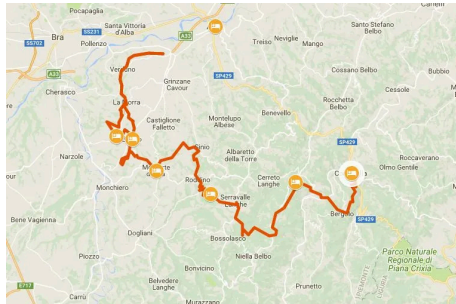 Pocapaglia
Canelli
Santa Vittoria
d'Alba
SS231
A33
Santo Stefano
Belbo
Bra
Pollenzo
SS702
Treiso
Neviglie
Mango
Verduno
A33
SP429
Cossano Belbo
Bubbio
Grinzane
Cavour
Cherasco
Cessole
La Morra
Rocchetta
Belbo
Benevello
Castiglione
Falletto
Montelupo
Albese
SP429
Sinio
Albaretto
della Torre
Narzole
Roccaverano
Olmo Gentile
Cerreto
Langhe
Monchiero
Serravalle
Langhe
Bergolo
SP429
Bene Vagienna
Dogliani
Bossolasco
Niella Belbo
Parco Naturale
Regionale di
Piana Crixia
Piozzo
Bonvicino
Belvedere
Langhe
Prunetto
PIEMONTE
LIGURIA
E717
Carrù
Murazzano